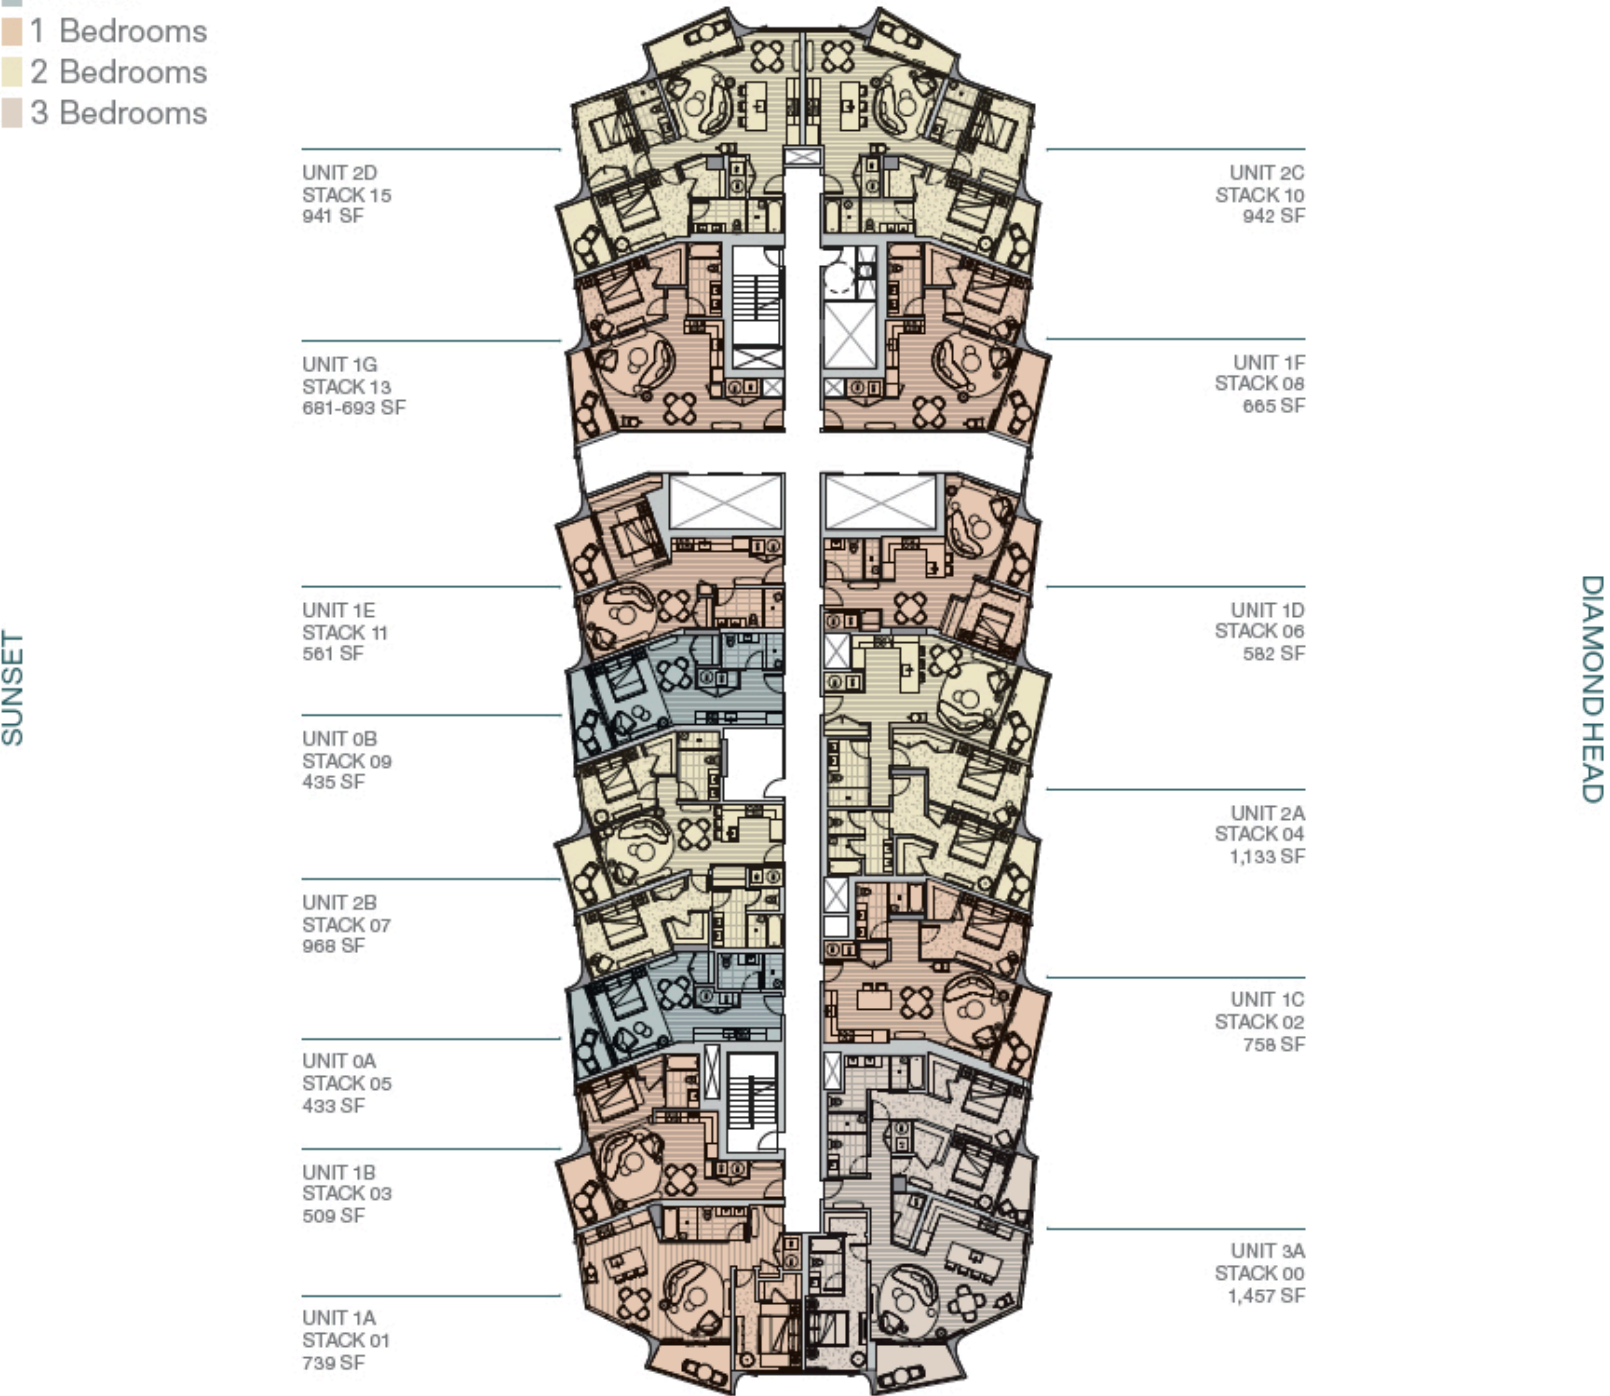 1 Bedrooms
2 Bedrooms
3 Bedrooms
UNIT 2D
STACK 15
941 SF
UNIT 1G
STACK 13
681-693 SF
UNIT 1E
STACK 11
561 SF
UNIT 0B
STACK 09
435 SF
UNIT 2B
STACK 07
968 SF
UNIT 0A
STACK 05
433 SF
UNIT 1B
STACK 03
509 SF
UNIT 1A
STACK 01
739 SF
UNIT 2C
STACK 10
942 SF
UNIT 1F
STACK 08
665 SF
UNIT 1D
STACK 06
582 SF
UNIT 2A
STACK 04
1,133 SF
UNIT 1C
STACK 02
758 SF
UNIT 3A
STACK 00
1,457 SF
SUNSET
DIAMOND HEAD